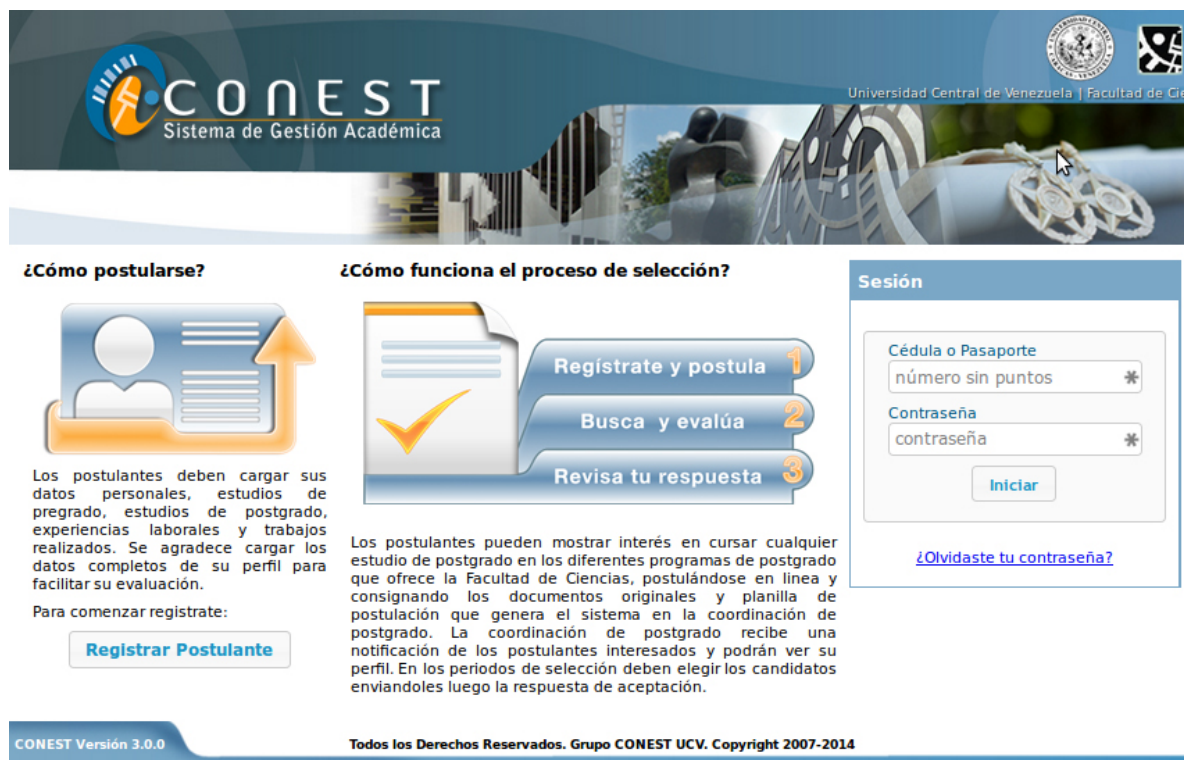 CONEST
Sistema de Gestión Académica
Universidad Central de Venezuela | Facultad de Cie
¿Cómo postularse?
Los postulantes deben cargar sus
datos personales, estudios de
pregrado, estudios de postgrado,
experiencias laborales y trabajos
realizados. Se agradece cargar los
datos completos de su perfil para
facilitar su evaluación.
Para comenzar registrate:
Registrar Postulante
¿Cómo funciona el proceso de selección?
Regístrate y postula 1
Busca y evalúa 2
Revisa tu respuesta 3
Los postulantes pueden mostrar interés en cursar cualquier
estudio de postgrado en los diferentes programas de postgrado
que ofrece la Facultad de Ciencias, postulándose en linea y
consignando los documentos originales y planilla de
postulación que genera el sistema en la coordinación de
postgrado. La coordinación de postgrado recibe una
notificación de los postulantes interesados y podrán ver su
perfil. En los periodos de selección deben elegir los candidatos
enviandoles luego la respuesta de aceptación.
Sesión
Cédula o Pasaporte
número sin puntos
Contraseña
contraseña
Iniciar
¿Olvidaste tu contraseña?
CONEST Versión 3.0.0
Todos los Derechos Reservados. Grupo CONEST UCV. Copyright 2007-2014